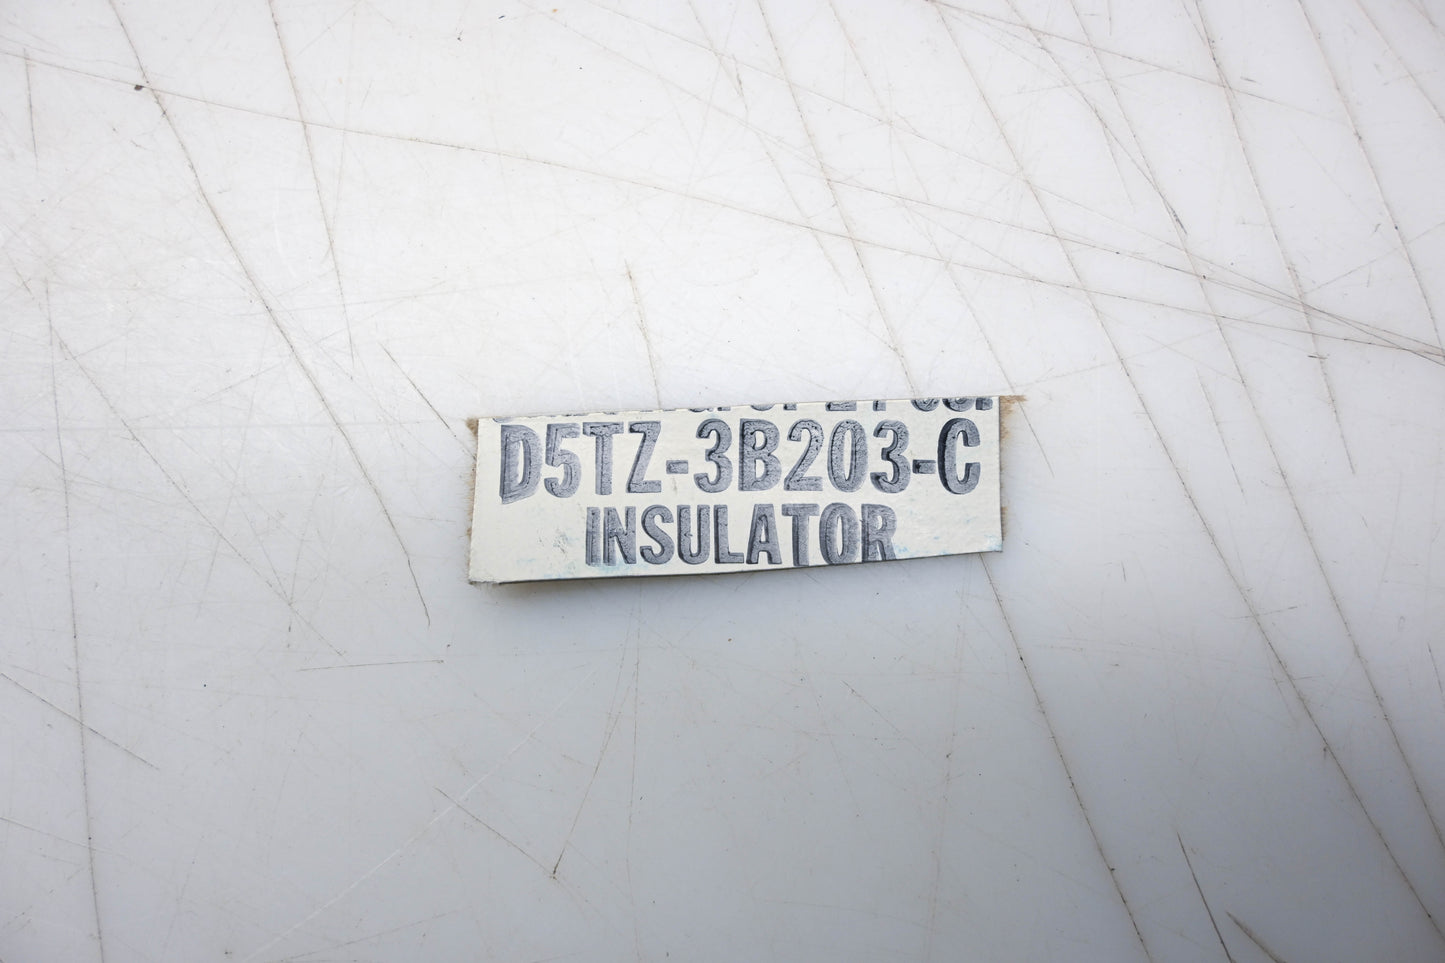 D5TZ-3B203-C
INSULATOR